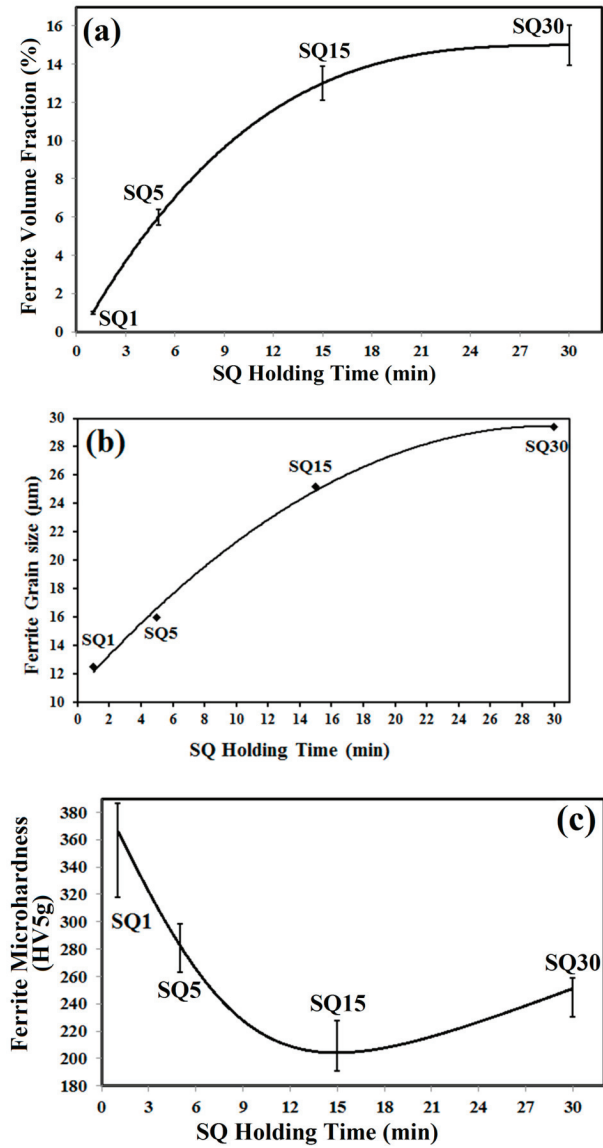 (a)
Ferrite Volume Fraction (%)
16
14
12
10
8
6
4
2
0
SQ1
SQ5
SQ15
SQ30
0 3 6 9 12 15 18 21 24 27 30
SQ Holding Time (min)
(b)
Ferrite Grain size (μm)
30
28
26
24
22
20
18
16
14
12
10
SQ1
SQ5
SQ15
SQ30
0 2 4 6 8 10 12 14 16 18 20 22 24 26 28 30
SQ Holding Time (min)
(c)
Ferrite Microhardness
(HV5g)
380
360
340
320
300
280
260
240
220
200
180
SQ1
SQ5
SQ15
SQ30
0 3 6 9 12 15 18 21 24 27 30
SQ Holding Time (min)